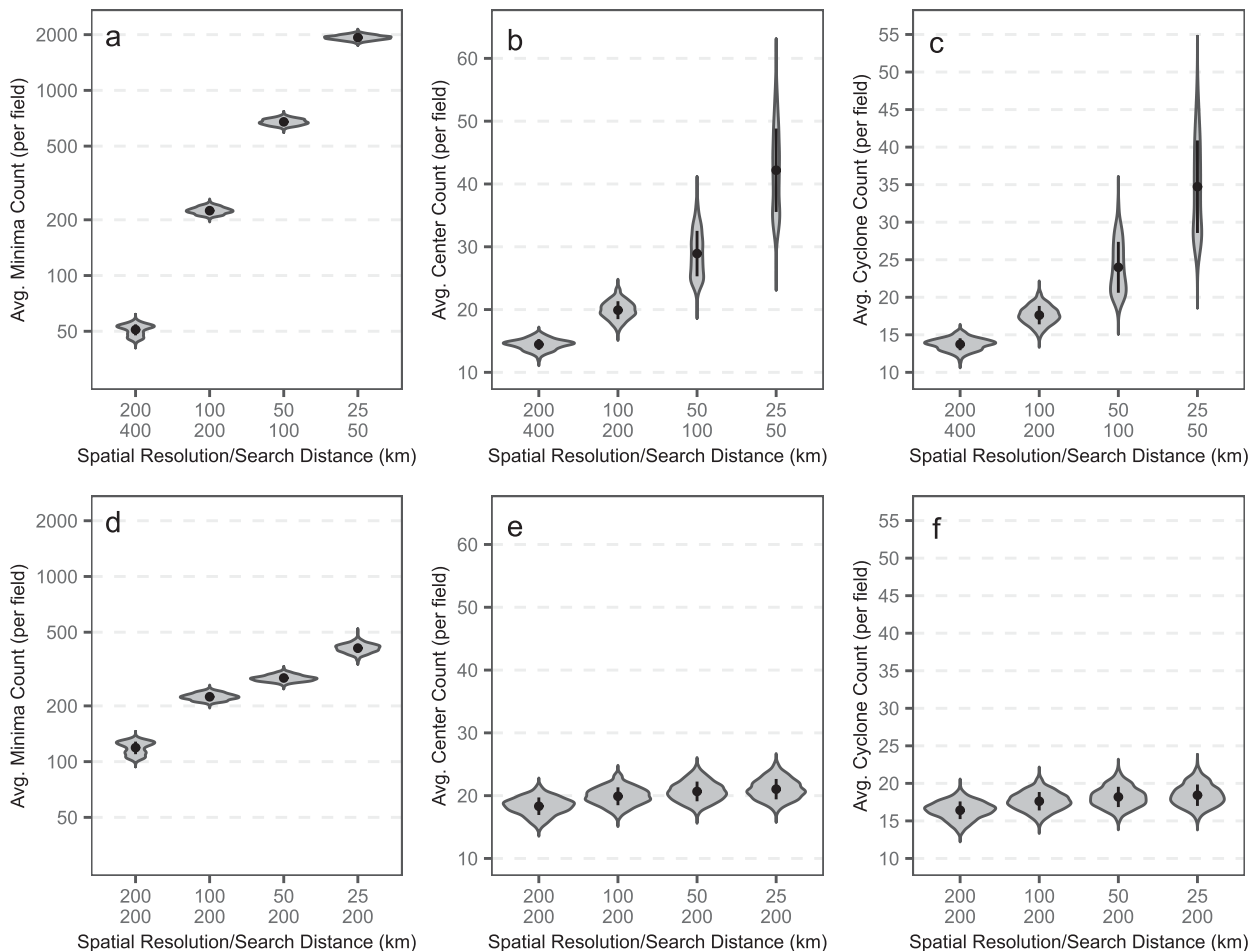 a
Avg. Minima Count (per field)
2000
1000
500
200
100
50
200 100 50 25
400 200 100 50
Spatial Resolution/Search Distance (km)
b
Avg. Center Count (per field)
60
50
40
30
20
10
200 100 50 25
400 200 100 50
Spatial Resolution/Search Distance (km)
c
Avg. Cyclone Count (per field)
55
50
45
40
35
30
25
20
15
10
200 100 50 25
400 200 100 50
Spatial Resolution/Search Distance (km)
d
Avg. Minima Count (per field)
2000
1000
500
200
100
50
200 100 50 25
200 200 200 200
Spatial Resolution/Search Distance (km)
e
Avg. Center Count (per field)
60
50
40
30
20
10
200 100 50 25
200 200 200 200
Spatial Resolution/Search Distance (km)
f
Avg. Cyclone Count (per field)
55
50
45
40
35
30
25
20
15
10
200 100 50 25
200 200 200 200
Spatial Resolution/Search Distance (km)